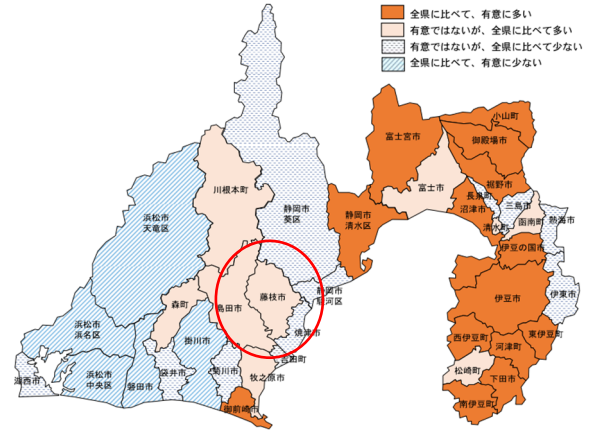 全県に比べて、有意に多い
有意ではないが、全県に比べて多い
有意ではないが、全県に比べて少ない
全県に比べて、有意に少ない
小山町
富士宮市
御殿場市
裾野市
長泉町
三島市
富士市
川根本町
沼津市
静岡市
葵区
静岡市
清水区
浜松市
天竜区
清水町
函南町
熱海市
伊豆の国市
静岡市
駿河区
藤枝市
伊豆市
伊東市
森町
島田市
浜松市
浜名区
掛川市
焼津市
西伊豆町
東伊豆町
河津町
吉田町
湖西市
浜松市
中央区
磐田市
袋井市
菊川市
牧之原市
松崎町
下田市
御前崎市
南伊豆町